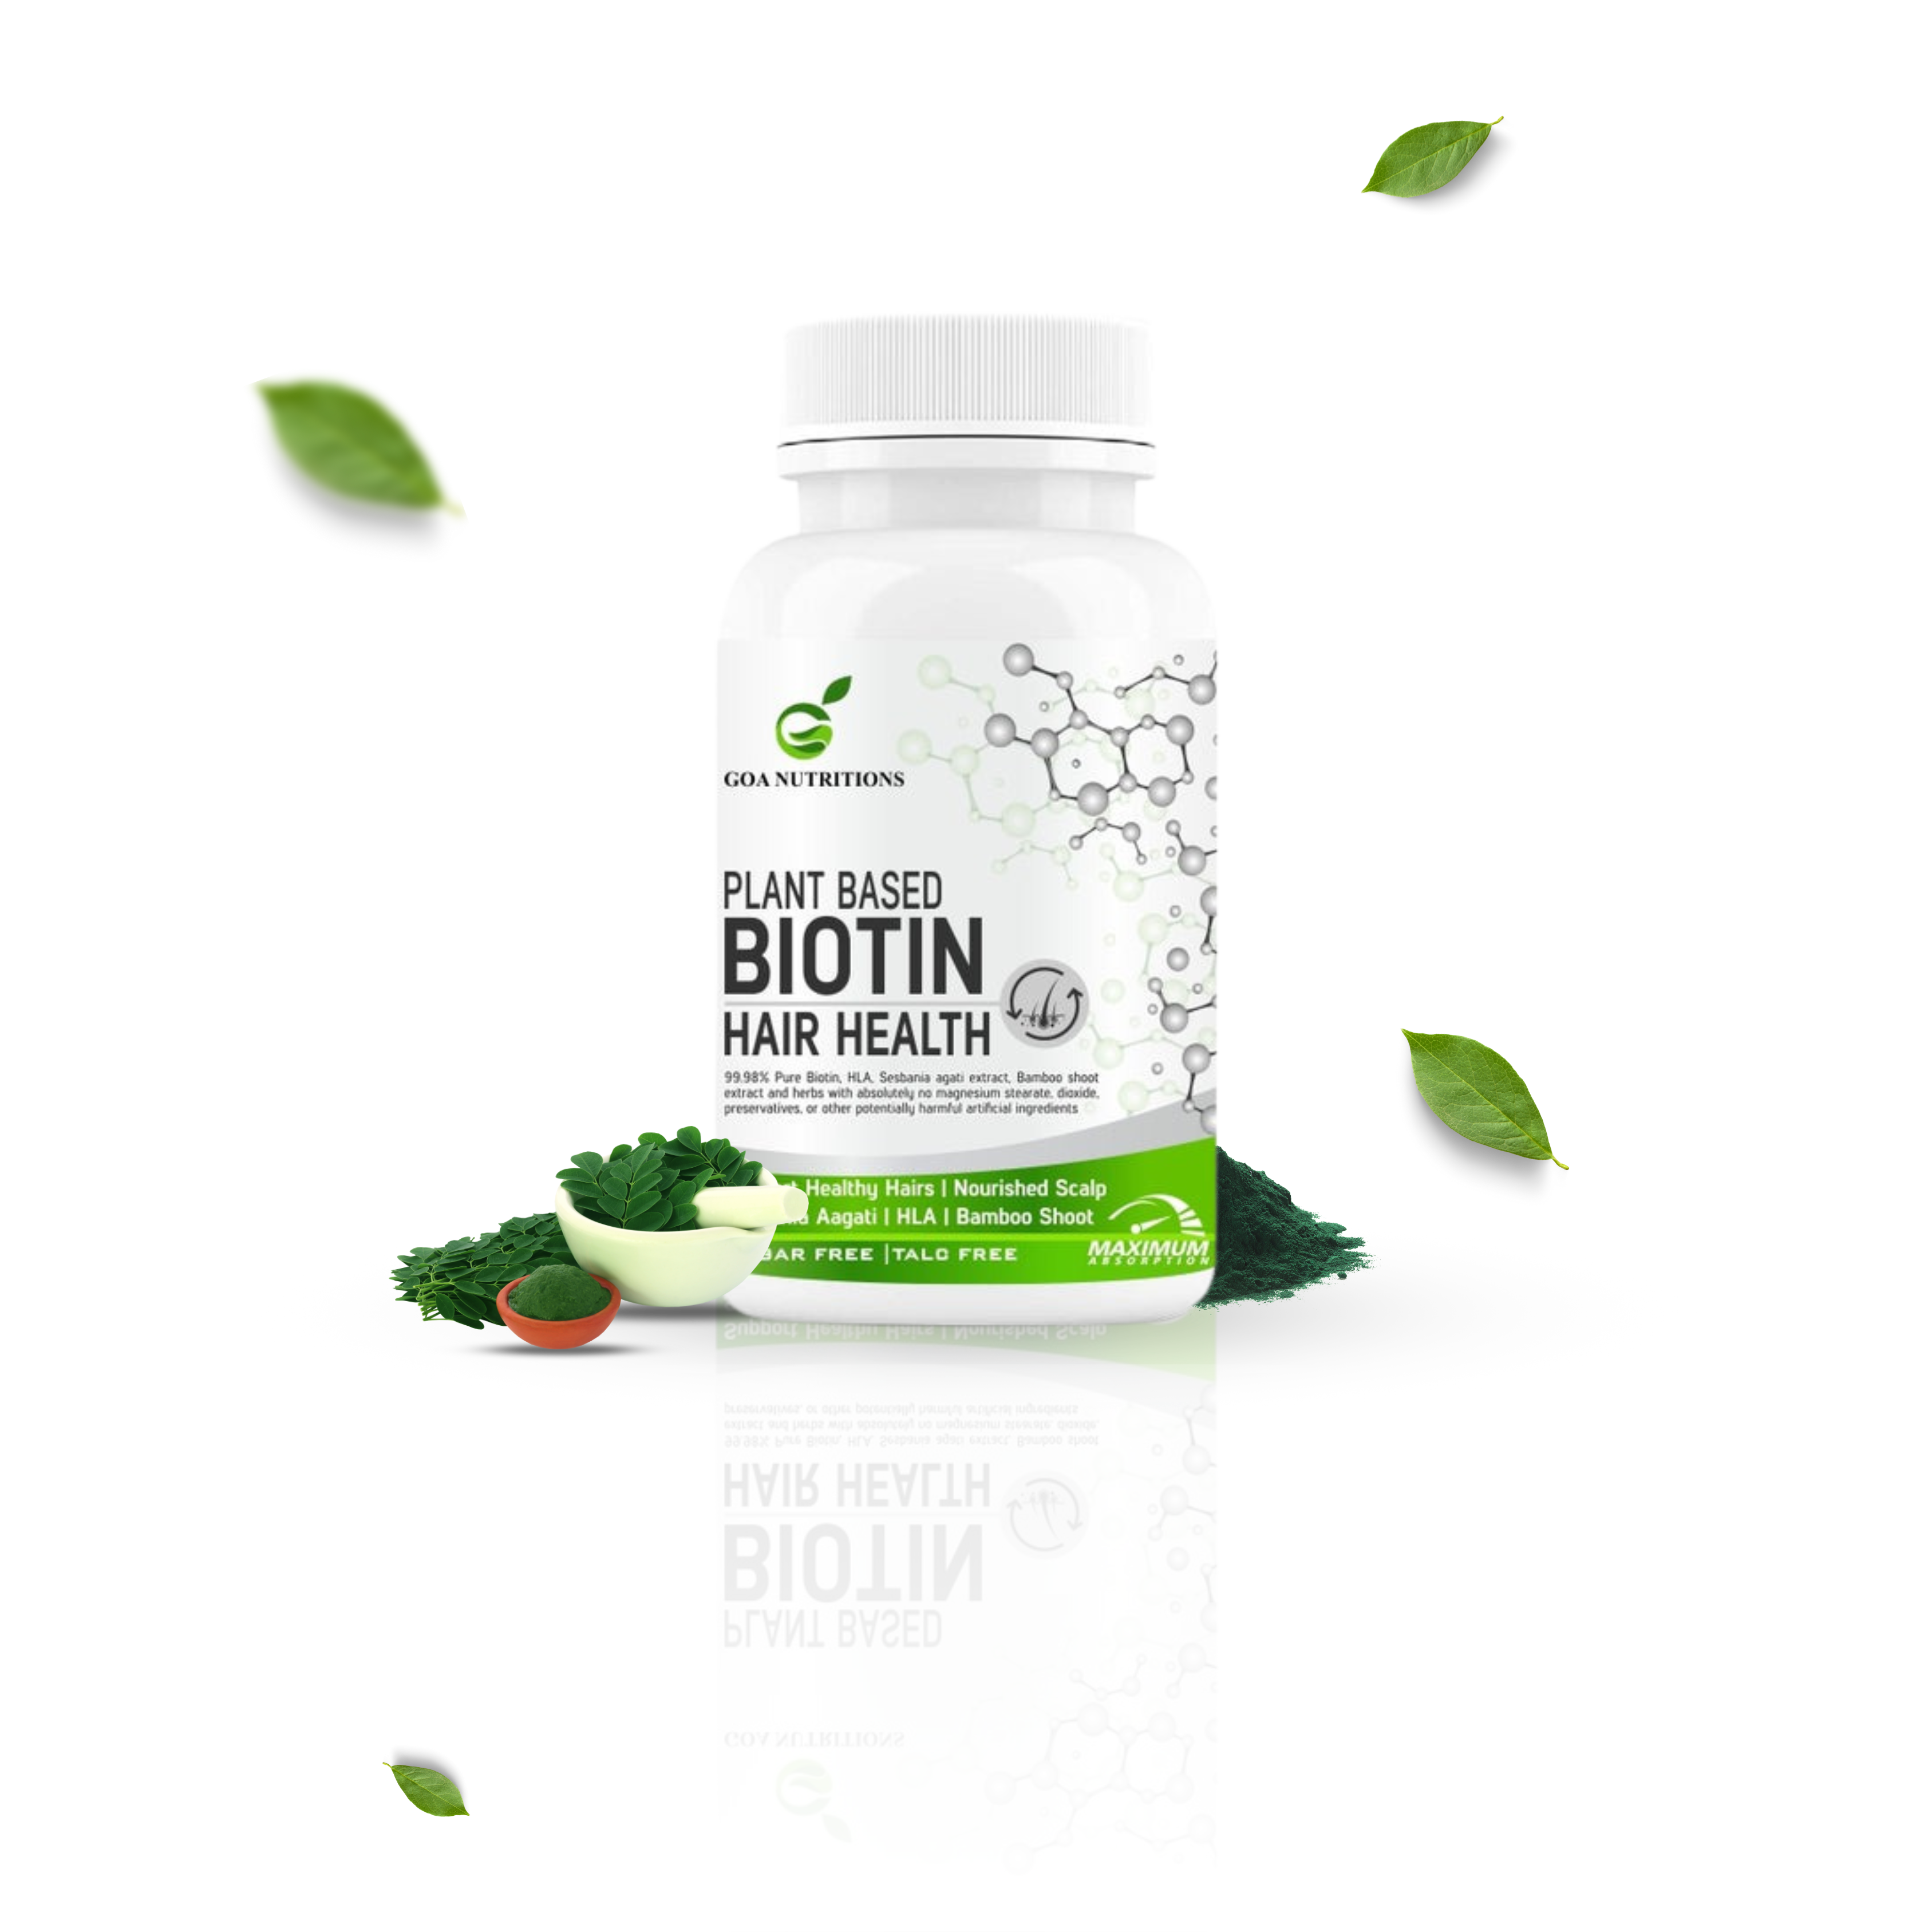 GOA NUTRITIONS
PLANT BASED
BIOTIN
HAIR HEALTH
99.98% Pure Biotin, HLA, Sesbania agati extract, Bamboo shoot
extract and herbs with absolutely no magnesium stearate, dioxide,
preservatives, or other potentially harmful artificial ingredients
Healthy Hairs | Nourished Scalp
Aagati | HLA | Bamboo Shoot
FREE | TALC FREE
MAXIMUM
ABSORPTION